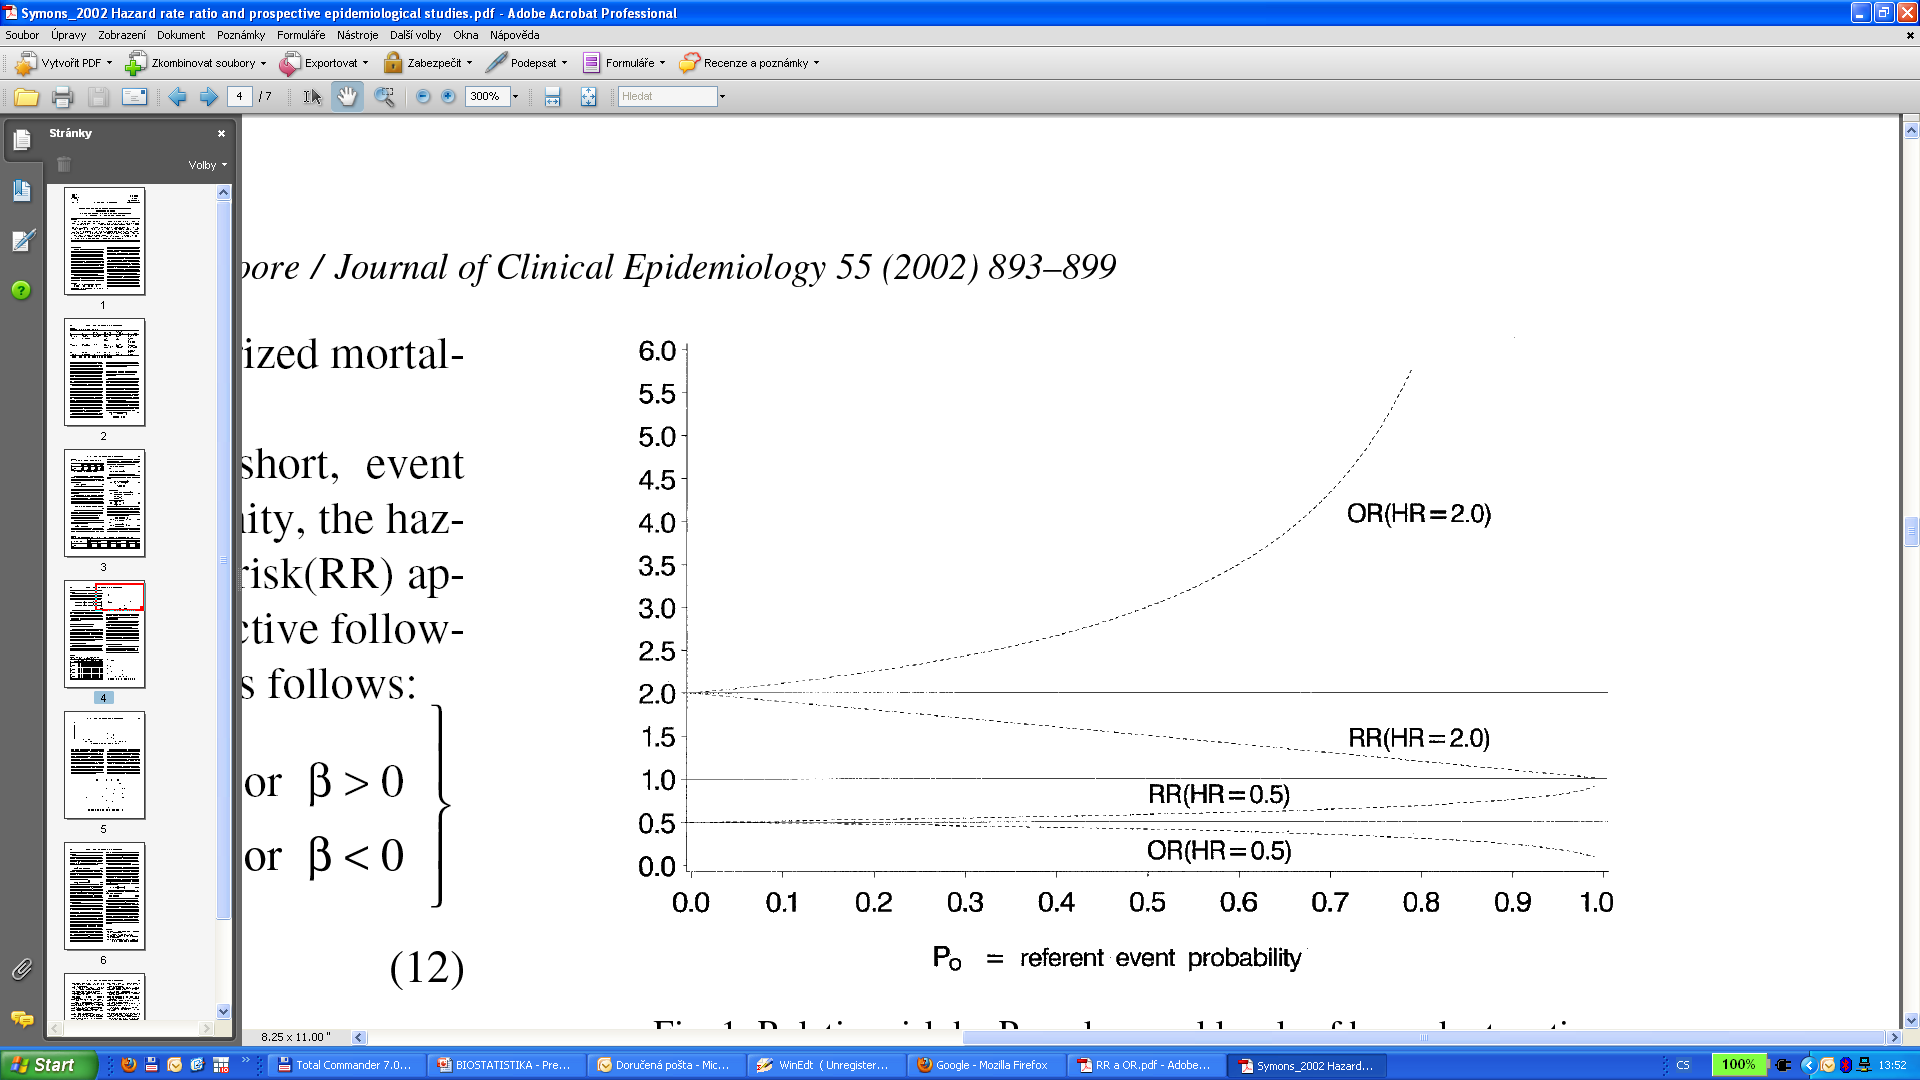 Symons_2002 Hazard rate ratio and prospective epidemiological studies.pdf - Adobe Acrobat Professional
Soubor Úpravy Zobrazení Dokument Poznámky Formuláře Nástroje Další volby Okna Nápověda
Vytvořit PDF Zkombinovat soubory Exportovat Zabezpečit Podepsat Formuláře Recenze a poznámky
4 / 7 300% Hledat
Stránky
Volby
1
2
3
4
5
6
oore / Journal of Clinical Epidemiology 55 (2002) 893–899
ized mortal-
short, event
nity, the haz-
risk(RR) ap-
ctive follow-
s follows:
or β > 0
or β < 0
(12)
6.0
5.5
5.0
4.5
4.0
3.5
3.0
2.5
2.0
1.5
1.0
0.5
0.0
OR(HR=2.0)
RR(HR=2.0)
RR(HR=0.5)
OR(HR=0.5)
0.0 0.1 0.2 0.3 0.4 0.5 0.6 0.7 0.8 0.9 1.0
P0 = referent event probability
8.25 x 11.00 "
Start Total Commander 7.0... BIOSTATISTIKA - Pre... Doručená pošta - Mic... WinEdt ( Unregister... Google - Mozilla Firefox RR a OR.pdf - Adobe... Symons_2002 Hazard... CS 100% 13:52